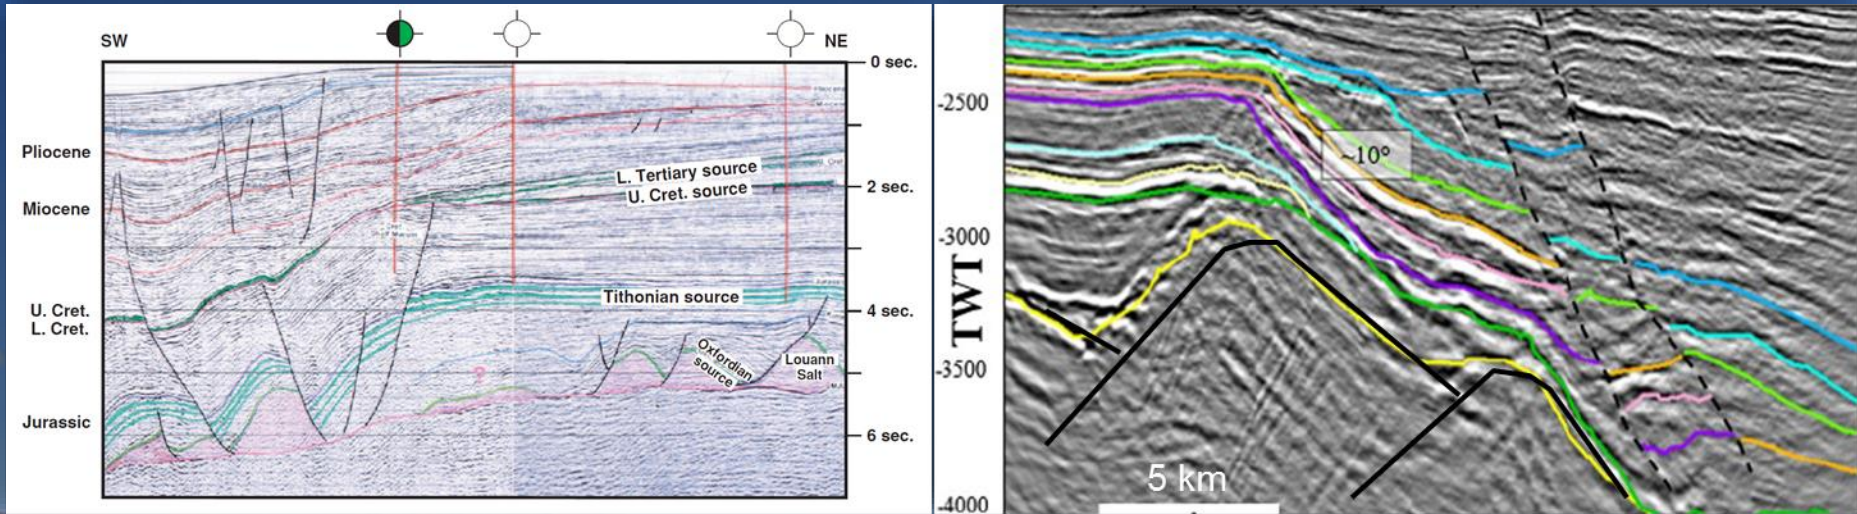 SW
NE
0 sec.
Pliocene
L. Tertiary source
U. Cret. source
2 sec.
Miocene
Tithonian source
U. Cret.
L. Cret.
4 sec.
Oxfordian
source
Louann
Salt
?
Jurassic
6 sec.
-2500
~10°
-3000
TWT
-3500
5 km
-4000